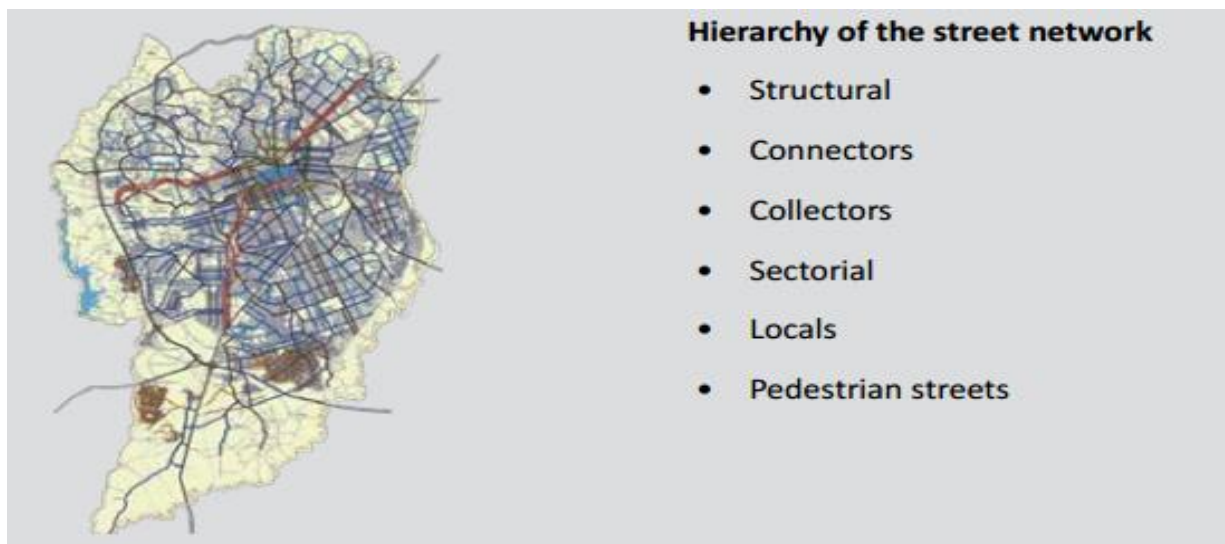 Hierarchy of the street network
• Structural
• Connectors
• Collectors
• Sectorial
• Locals
• Pedestrian streets